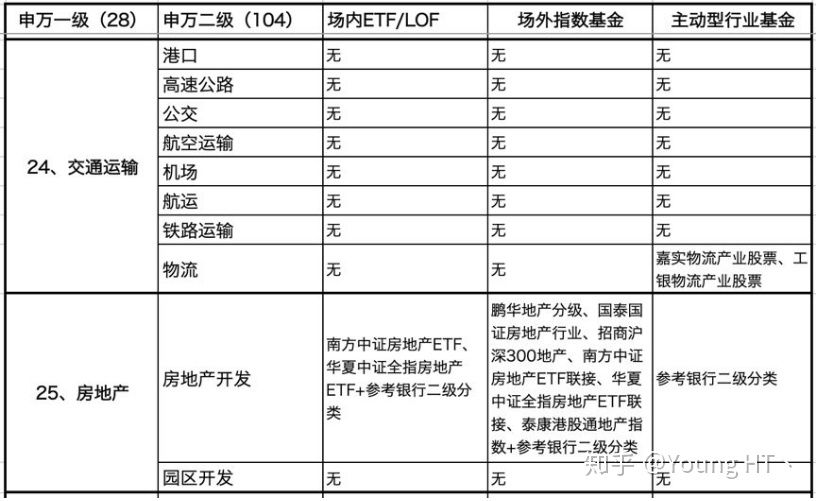 申万一级（28） 申万二级（104） 场内ETF/LOF 场外指数基金 主动型行业基金
24、交通运输
港口 无 无 无
高速公路 无 无 无
公交 无 无 无
航空运输 无 无 无
机场 无 无 无
航运 无 无 无
铁路运输 无 无 无
物流 无 无 嘉实物流产业股票、工
银物流产业股票
25、房地产
房地产开发
南方中证房地产ETF、
华夏中证全指房地产
ETF+参考银行二级分
类
鹏华地产分级、国泰国
证房地产行业、招商沪
深300地产、南方中证
房地产ETF联接、华夏
中证全指房地产ETF联
接、泰康港股通地产指
数+参考银行二级分类
参考银行二级分类
园区开发 无 无 无
知乎 @Young HT丶